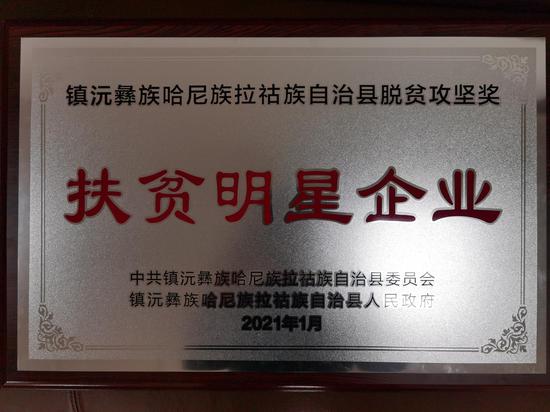 镇沅彝族哈尼族拉祜族自治县脱贫攻坚奖
扶贫明星企业
中共镇沅彝族哈尼族拉祜族自治县委员会
镇沅彝族哈尼族拉祜族自治县人民政府
2021年1月